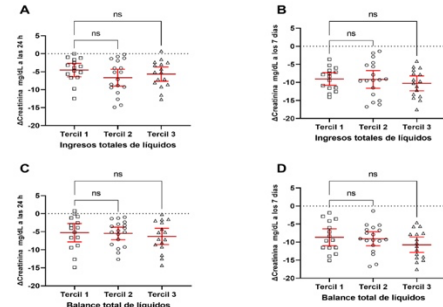 A
ns
ns
ΔCreatinina mg/dL a las 24 h
5
0
-5
-10
-15
-20
Tercil 1 Tercil 2 Tercil 3
Ingresos totales de líquidos
B
ns
ns
ΔCreatinina mg/dL a los 7 días
5
0
-5
-10
-15
-20
Tercil 1 Tercil 2 Tercil 3
Ingresos totales de líquidos
C
ns
ns
ΔCreatinina mg/dL a las 24 h
5
0
-5
-10
-15
-20
Tercil 1 Tercil 2 Tercil 3
Balance total de líquidos
D
ns
ns
ΔCreatinina mg/dL a los 7 días
5
0
-5
-10
-15
-20
Tercil 1 Tercil 2 Tercil 3
Balance total de líquidos